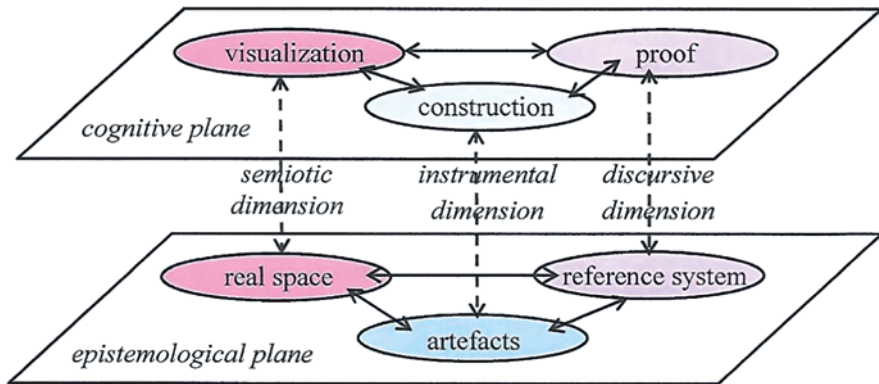 visualization
proof
construction
cognitive plane
semiotic
dimension
instrumental
dimension
discursive
dimension
real space
reference system
artefacts
epistemological plane